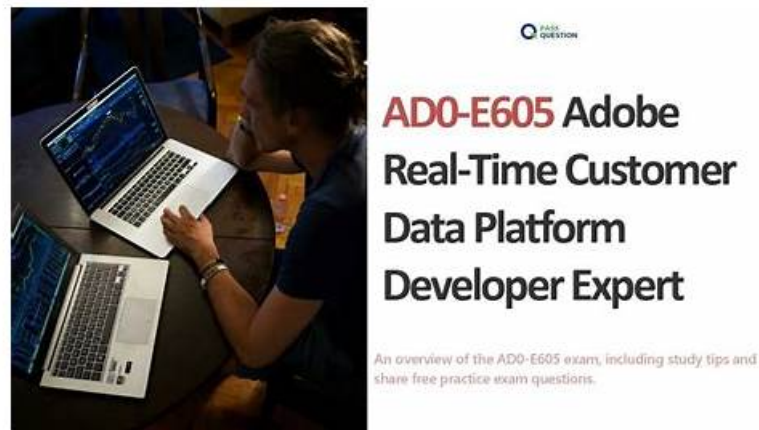 PASS
QUESTION
AD0-E605 Adobe
Real-Time Customer
Data Platform
Developer Expert
An overview of the AD0-E605 exam, including study tips and
share free practice exam questions.